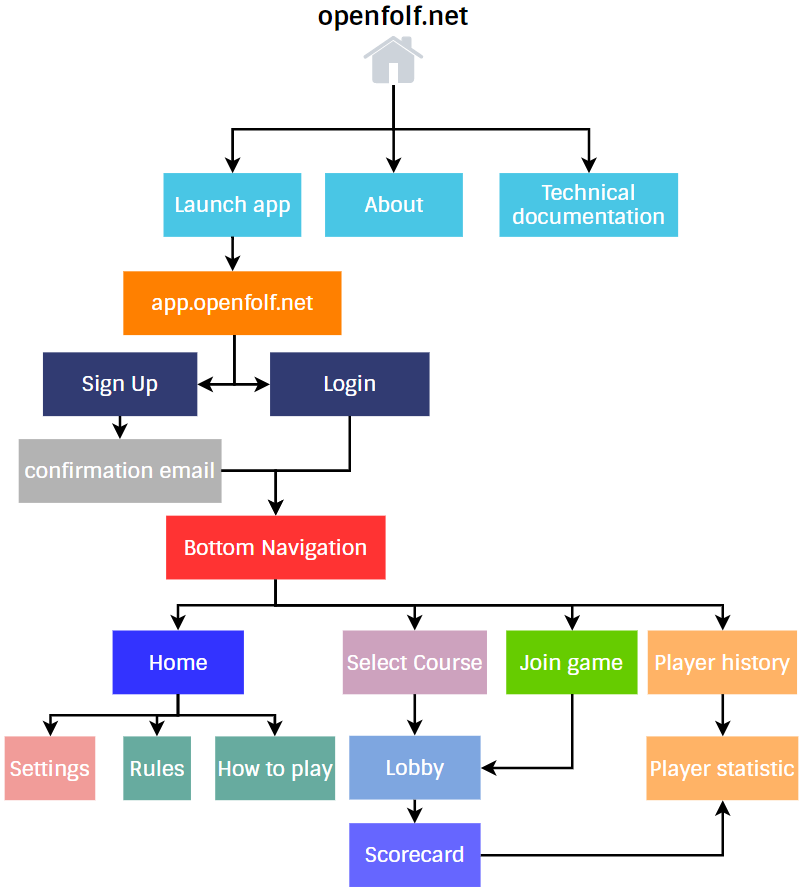 openfolf.net
Launch app
About
Technical
documentation
app.openfolf.net
Sign Up
Login
confirmation email
Bottom Navigation
Home
Select Course
Join game
Player history
Settings
Rules
How to play
Lobby
Player statistic
Scorecard